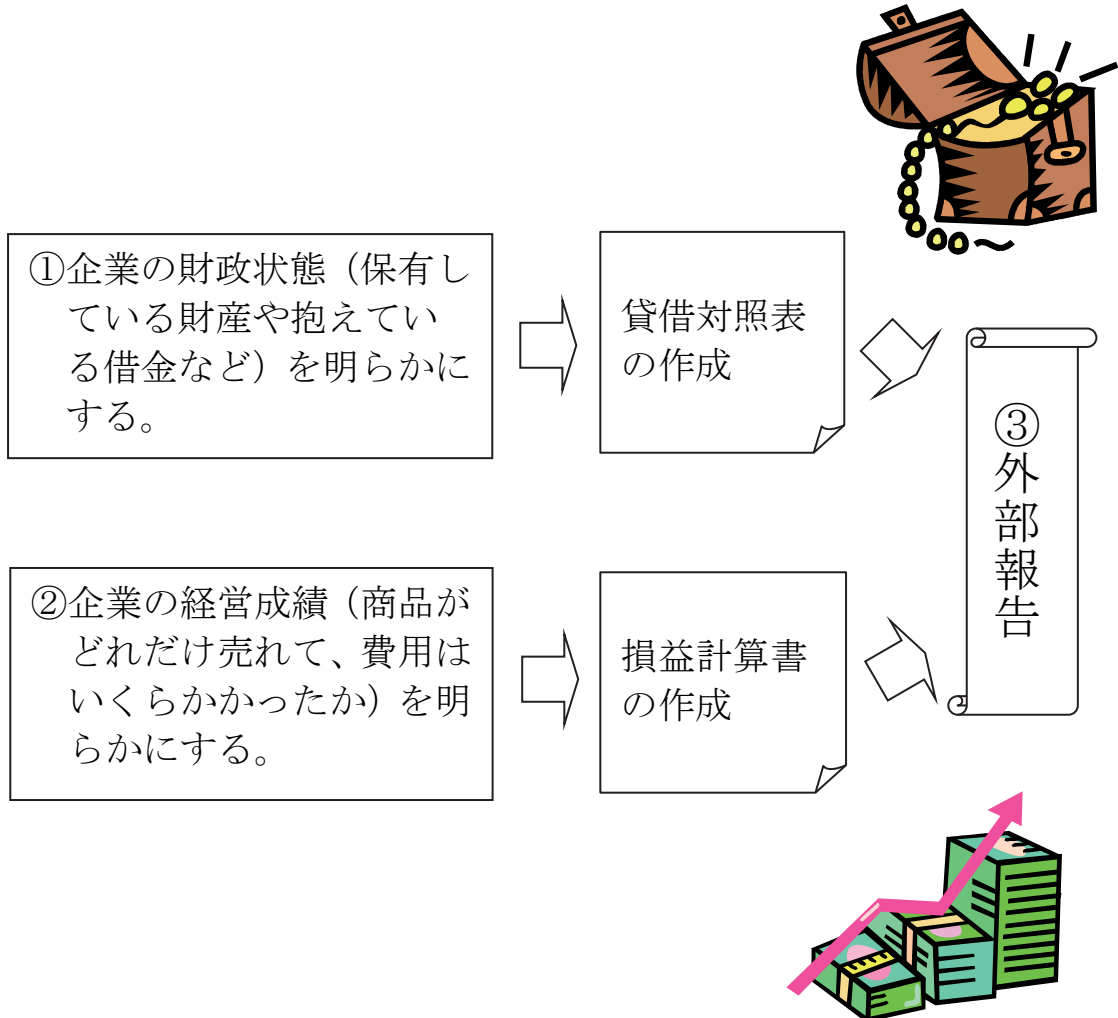 ①企業の財政状態（保有し
ている財産や抱えてい
る借金など）を明らかに
する。
貸借対照表
の作成
②企業の経営成績（商品が
どれだけ売れて、費用は
いくらかかったか）を明
らかにする。
損益計算書
の作成
③外部報告